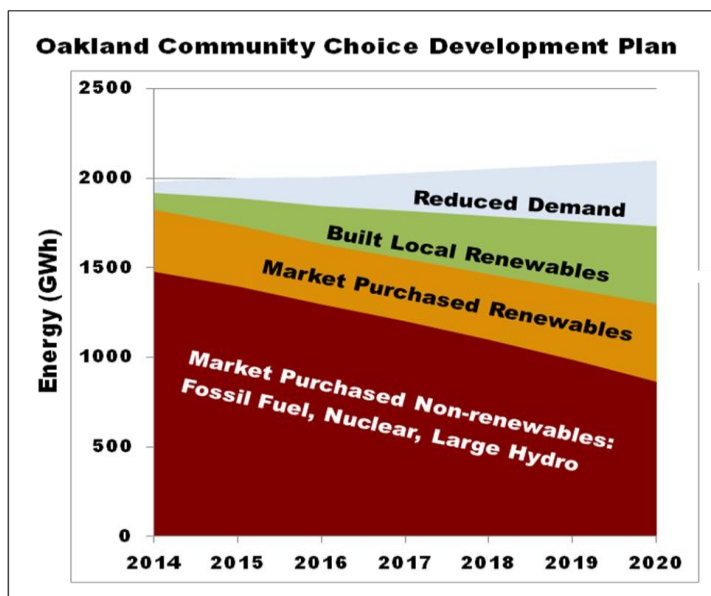 Oakland Community Choice Development Plan
2500
2000
1500
1000
500
0
Energy (GWh)
Reduced Demand
Built Local Renewables
Market Purchased Renewables
Market Purchased Non-renewables:
Fossil Fuel, Nuclear, Large Hydro
2014 2015 2016 2017 2018 2019 2020